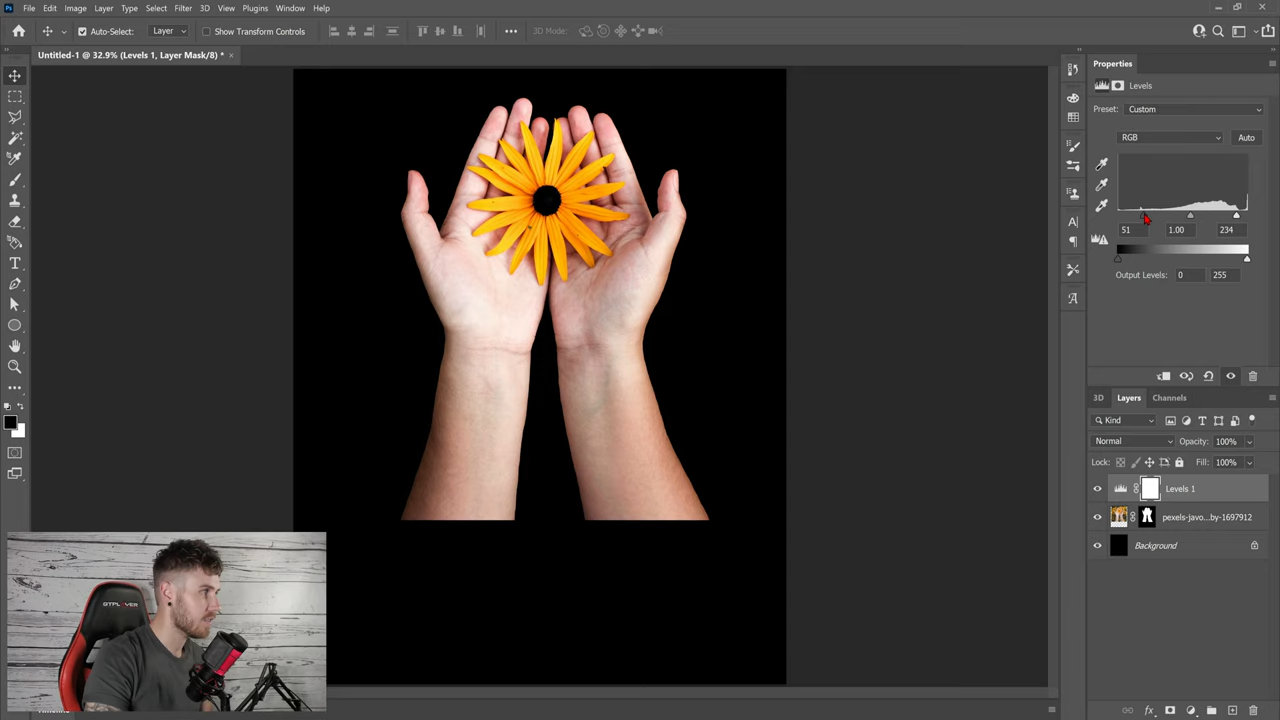 Ps File Edit Image Layer Type Select Filter 3D View Plugins Window Help
Auto-Select: Layer Show Transform Controls 3D Mode:
Untitled-1 @ 32.9% (Levels 1, Layer Mask/8) *
Properties
Levels
Preset: Custom
RGB Auto
51 1.00 234
Output Levels: 0 255
3D Layers Channels
Kind
Normal Opacity: 100%
Lock: Fill: 100%
Levels 1
pexels-javo...by-1697912
Background
fx
GTPLAYER